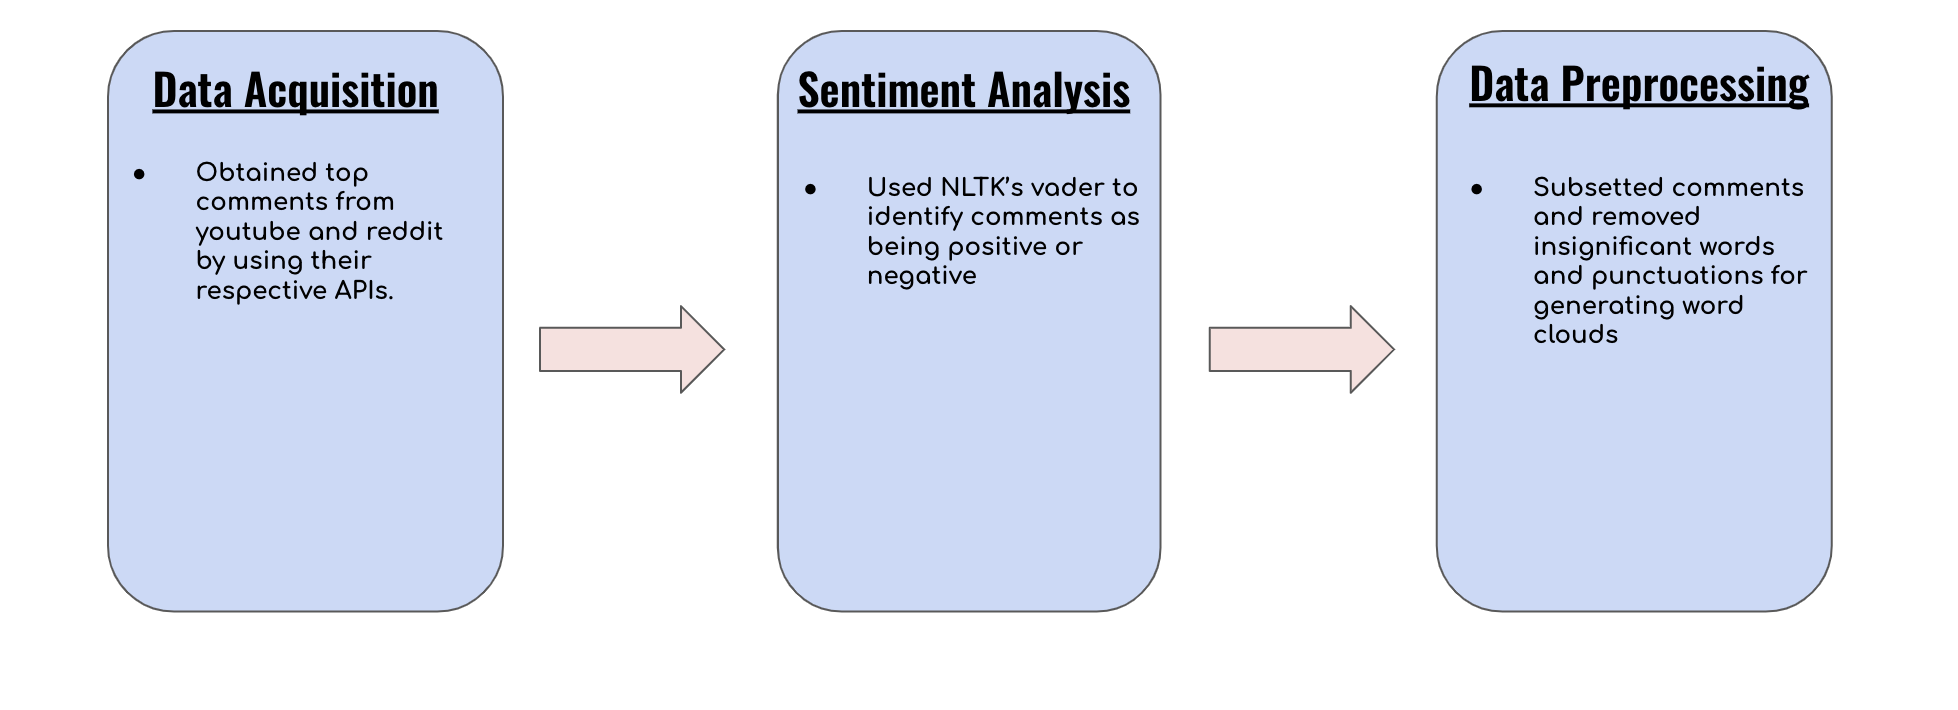 Data Acquisition
● Obtained top
comments from
youtube and reddit
by using their
respective APIs.
Sentiment Analysis
● Used NLTK’s vader to
identify comments as
being positive or
negative
Data Preprocessing
● Subsetted comments
and removed
insignificant words
and punctuations for
generating word
clouds